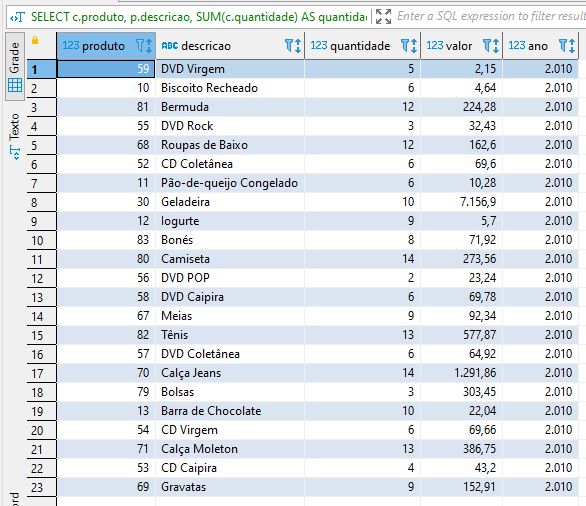 SELECT c.produto, p.descricao, SUM(c.quantidade) AS quantidad Enter a SQL expression to filter result
Grade
Texto
123 produto ABC descricao 123 quantidade 123 valor 123 ano
1 59 DVD Virgem 5 2,15 2.010
2 10 Biscoito Recheado 6 4,64 2.010
3 81 Bermuda 12 224,28 2.010
4 55 DVD Rock 3 32,43 2.010
5 68 Roupas de Baixo 12 162,6 2.010
6 52 CD Coletânea 6 69,6 2.010
7 11 Pão-de-queijo Congelado 6 10,28 2.010
8 30 Geladeira 10 7.156,9 2.010
9 12 Iogurte 9 5,7 2.010
10 83 Bonés 8 71,92 2.010
11 80 Camiseta 14 273,56 2.010
12 56 DVD POP 2 23,24 2.010
13 58 DVD Caipira 6 69,78 2.010
14 67 Meias 9 92,34 2.010
15 82 Tênis 13 577,87 2.010
16 57 DVD Coletânea 6 64,92 2.010
17 70 Calça Jeans 14 1.291,86 2.010
18 79 Bolsas 3 303,45 2.010
19 13 Barra de Chocolate 10 22,04 2.010
20 54 CD Virgem 6 69,66 2.010
21 71 Calça Moleton 13 386,75 2.010
22 53 CD Caipira 4 43,2 2.010
23 69 Gravatas 9 152,91 2.010
ord